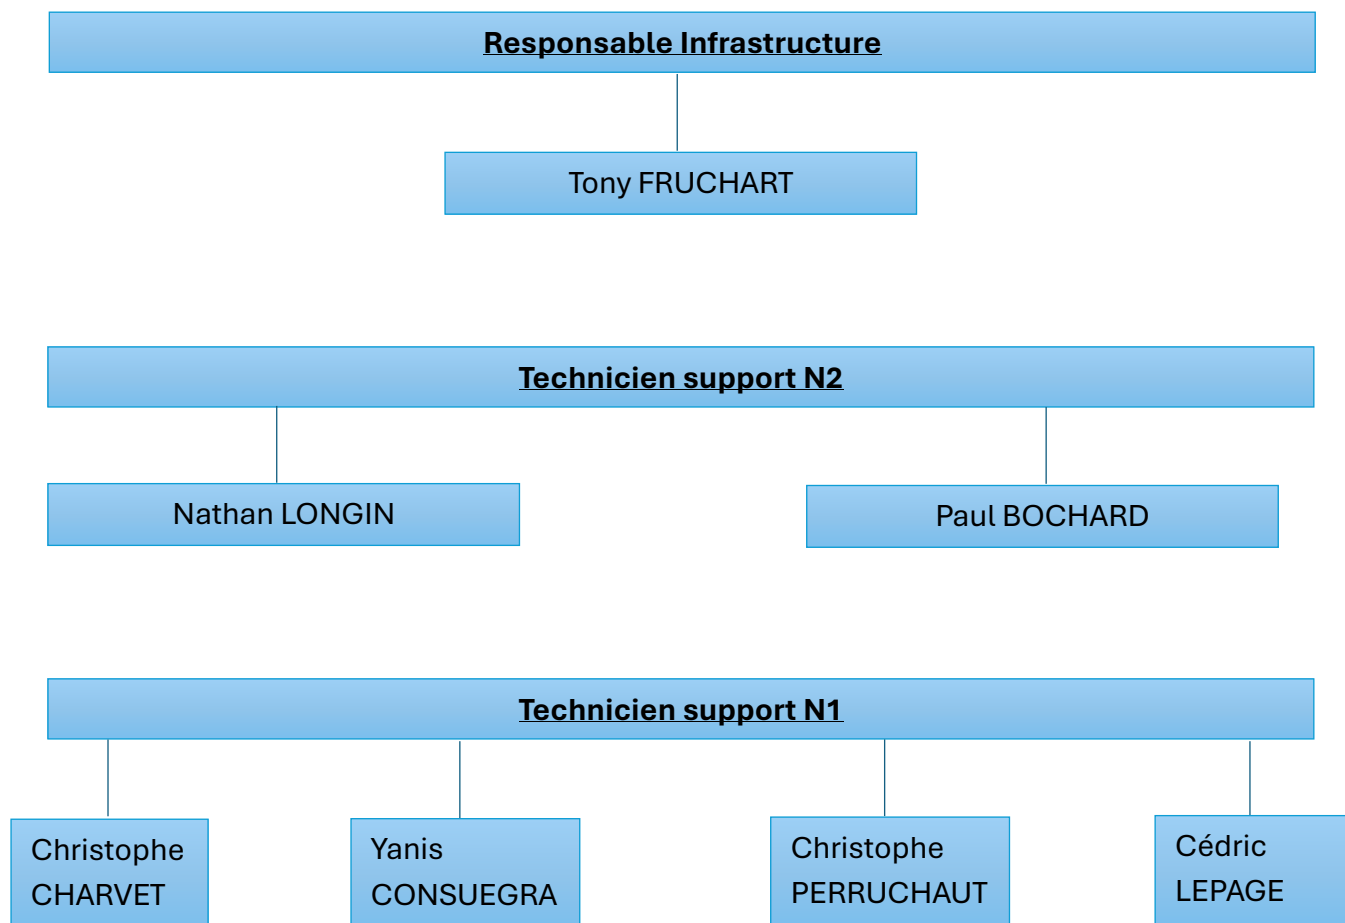 Responsable Infrastructure
Tony FRUCHART
Technicien support N2
Nathan LONGIN
Paul BOCHARD
Technicien support N1
Christophe
CHARVET
Yanis
CONSUEGRA
Christophe
PERRUCHAUT
Cédric
LEPAGE